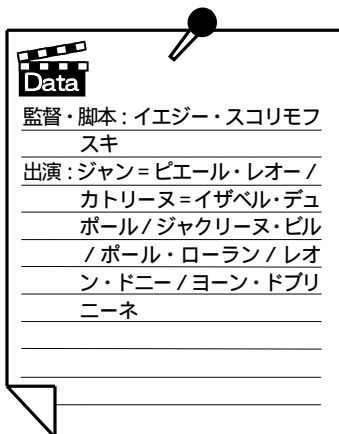 Data
監督・脚本：イエジー・スコリモフ
スキ
出演：ジャン＝ピエール・レオー／
カトリーヌ＝イザベル・デュ
ポール／ジャクリーヌ・ビル
／ポール・ローラン／レオ
ン・ドニー／ヨーン・ドブリ
ニーネ